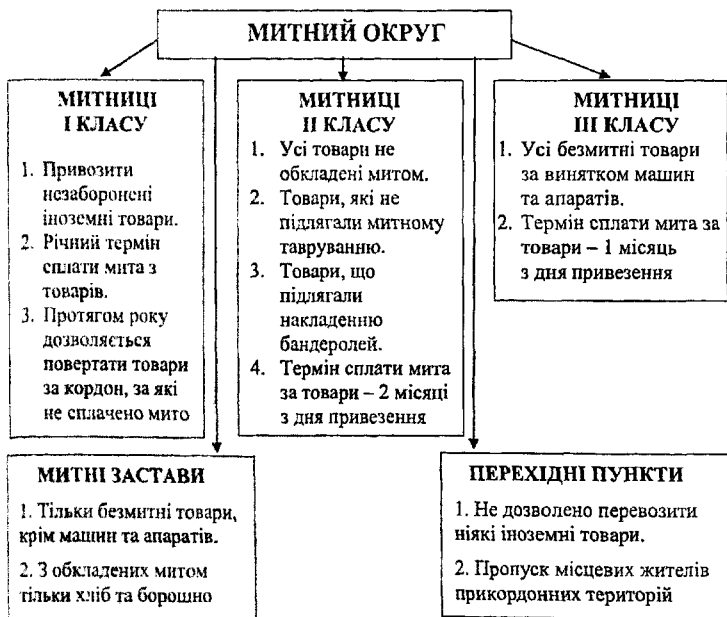 МИТНИЙ ОКРУГ
МИТНИЦІ
І КЛАСУ
1. Привозити
незаборонені
іноземні товари.
2. Річний термін
сплати мита з
товарів.
3. Протягом року
дозволяється
повертати товари
за кордон, за які
не сплачено мито
МИТНИЦІ
ІІ КЛАСУ
1. Усі товари не
обкладені митом.
2. Товари, які не
підлягали митному
тавруванню.
3. Товари, що
підлягали
накладенню
бандеролей.
4. Термін сплати мита
за товари – 2 місяці
з дня привезення
МИТНИЦІ
ІІІ КЛАСУ
1. Усі безмитні товари
за винятком машин
та апаратів.
2. Термін сплати мита за
товари – 1 місяць
з дня привезення
МИТНІ ЗАСТАВИ
1. Тільки безмитні товари,
крім машин та апаратів.
2. З обкладених митом
тільки хліб та борошно
ПЕРЕХІДНІ ПУНКТИ
1. Не дозволено перевозити
ніякі іноземні товари.
2. Пропуск місцевих жителів
прикордонних територій